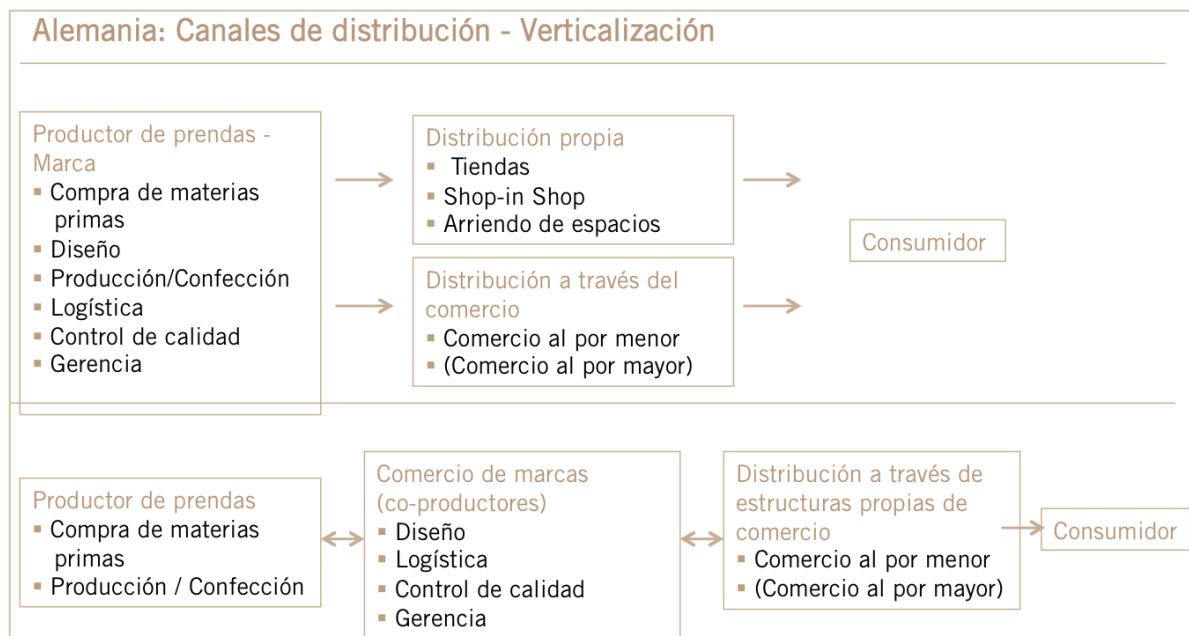 Alemania: Canales de distribución - Verticalización
Productor de prendas -
Marca
▪ Compra de materias
primas
▪ Diseño
▪ Producción/Confección
▪ Logística
▪ Control de calidad
▪ Gerencia
Distribución propia
▪ Tiendas
▪ Shop-in Shop
▪ Arriendo de espacios
Distribución a través del
comercio
▪ Comercio al por menor
▪ (Comercio al por mayor)
Consumidor
Productor de prendas
▪ Compra de materias
primas
▪ Producción / Confección
Comercio de marcas
(co-productores)
▪ Diseño
▪ Logística
▪ Control de calidad
▪ Gerencia
Distribución a través de
estructuras propias de
comercio
▪ Comercio al por menor
▪ (Comercio al por mayor)
Consumidor